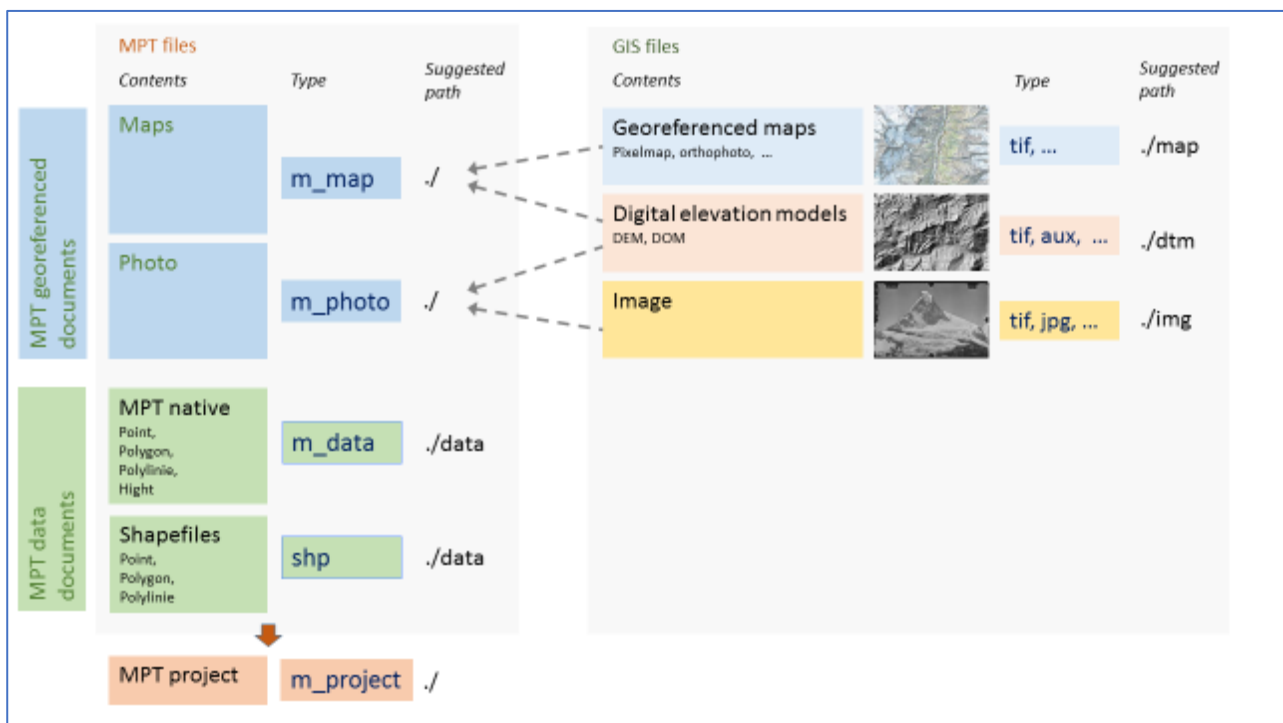 MPT files
Contents
Type
Suggested
path
MPT georeferenced
documents
Maps
m_map
./
Photo
m_photo
./
MPT data
documents
MPT native
Point,
Polygon,
Polylinie,
Hight
m_data
./data
Shapefiles
Point,
Polygon,
Polylinie
shp
./data
MPT project
m_project
./
GIS files
Contents
Type
Suggested
path
Georeferenced maps
Pixelmap, orthophoto, ...
tif, ...
./map
Digital elevation models
DEM, DOM
tif, aux, ...
./dtm
Image
tif, jpg, ...
./img